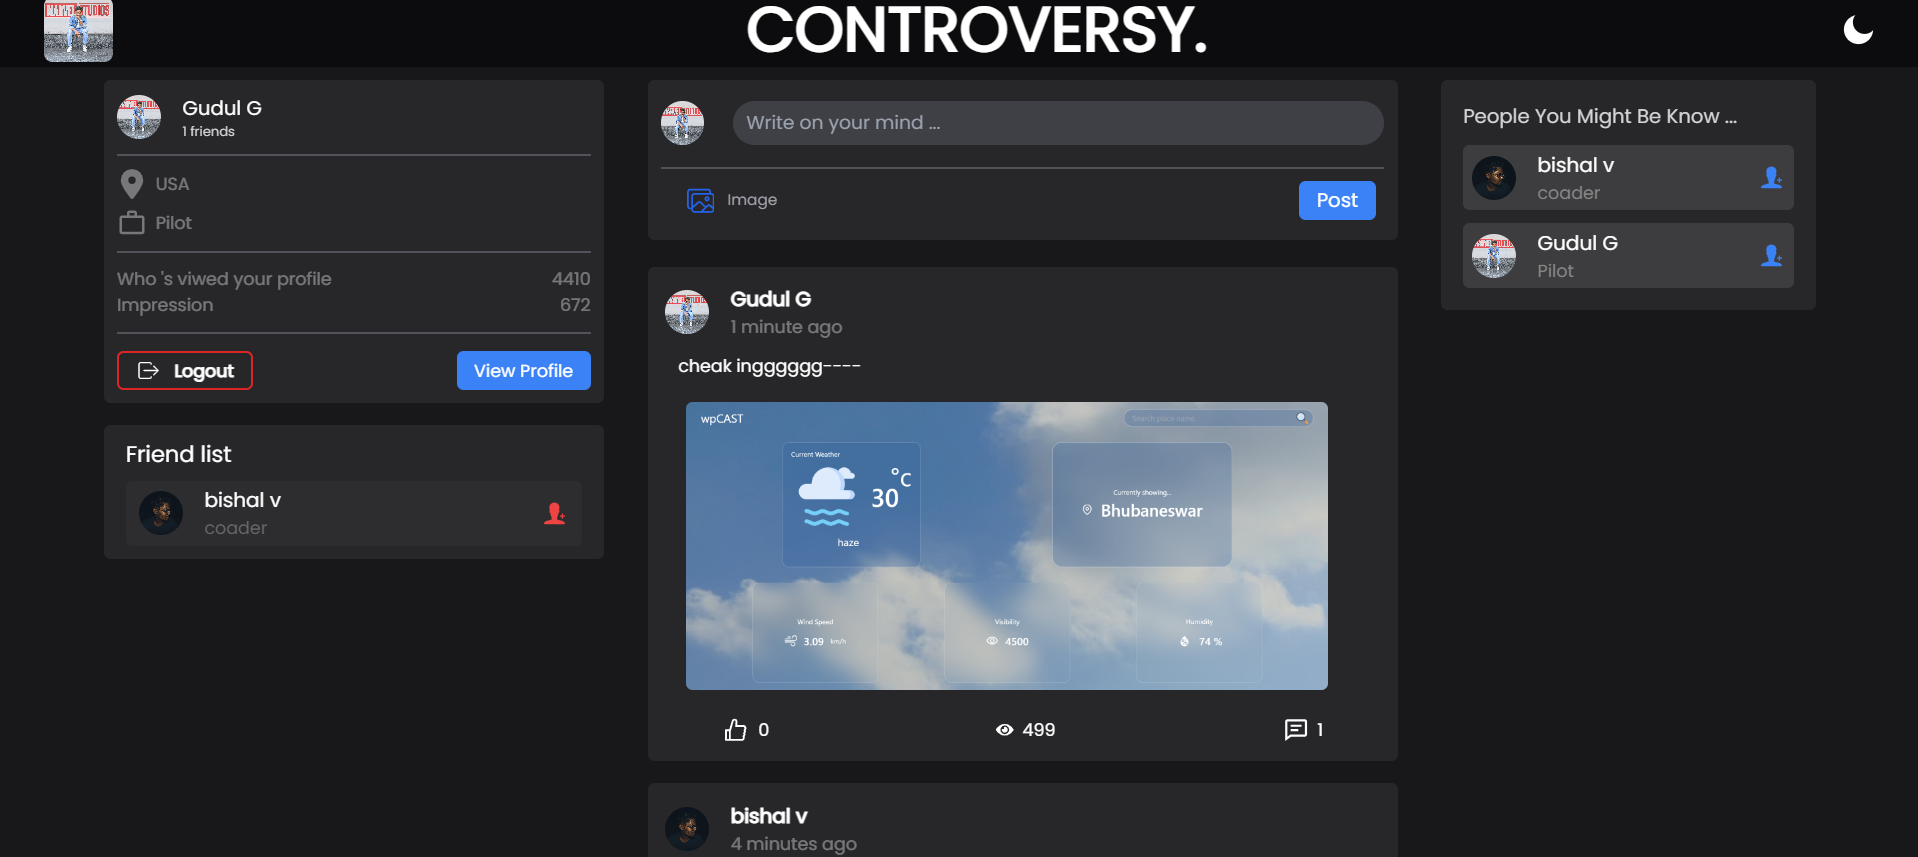 CONTROVERSY.
Gudul G
1 friends
USA
Pilot
Who 's viwed your profile 4410
Impression 672
Logout
View Profile
Friend list
bishal v
coader
Write on your mind ...
Image
Post
Gudul G
1 minute ago
cheak ingggggg----
wpCAST
Search place name
Current Weather
30 °C
haze
Currently showing...
Bhubaneswar
Wind Speed
3.09 km/h
Visibility
4500
Humidity
74 %
0
499
1
bishal v
4 minutes ago
People You Might Be Know ...
bishal v
coader
Gudul G
Pilot